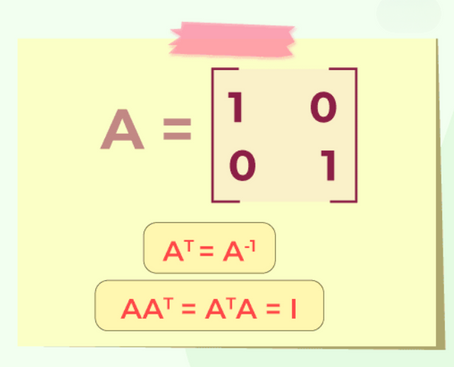 A = [1 0
0 1]
Aᵀ = A⁻¹
AAᵀ = AᵀA = I